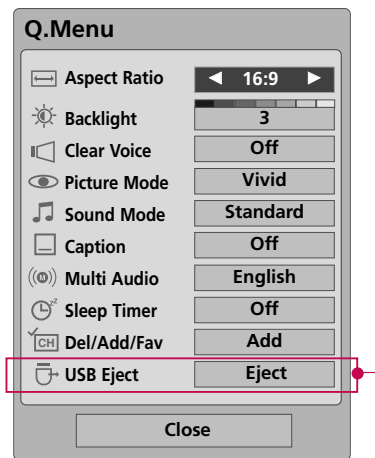 Q.Menu
Aspect Ratio ◄ 16:9 ►
Backlight 3
Clear Voice Off
Picture Mode Vivid
Sound Mode Standard
Caption Off
Multi Audio English
Sleep Timer Off
Del/Add/Fav Add
USB Eject Eject
Close